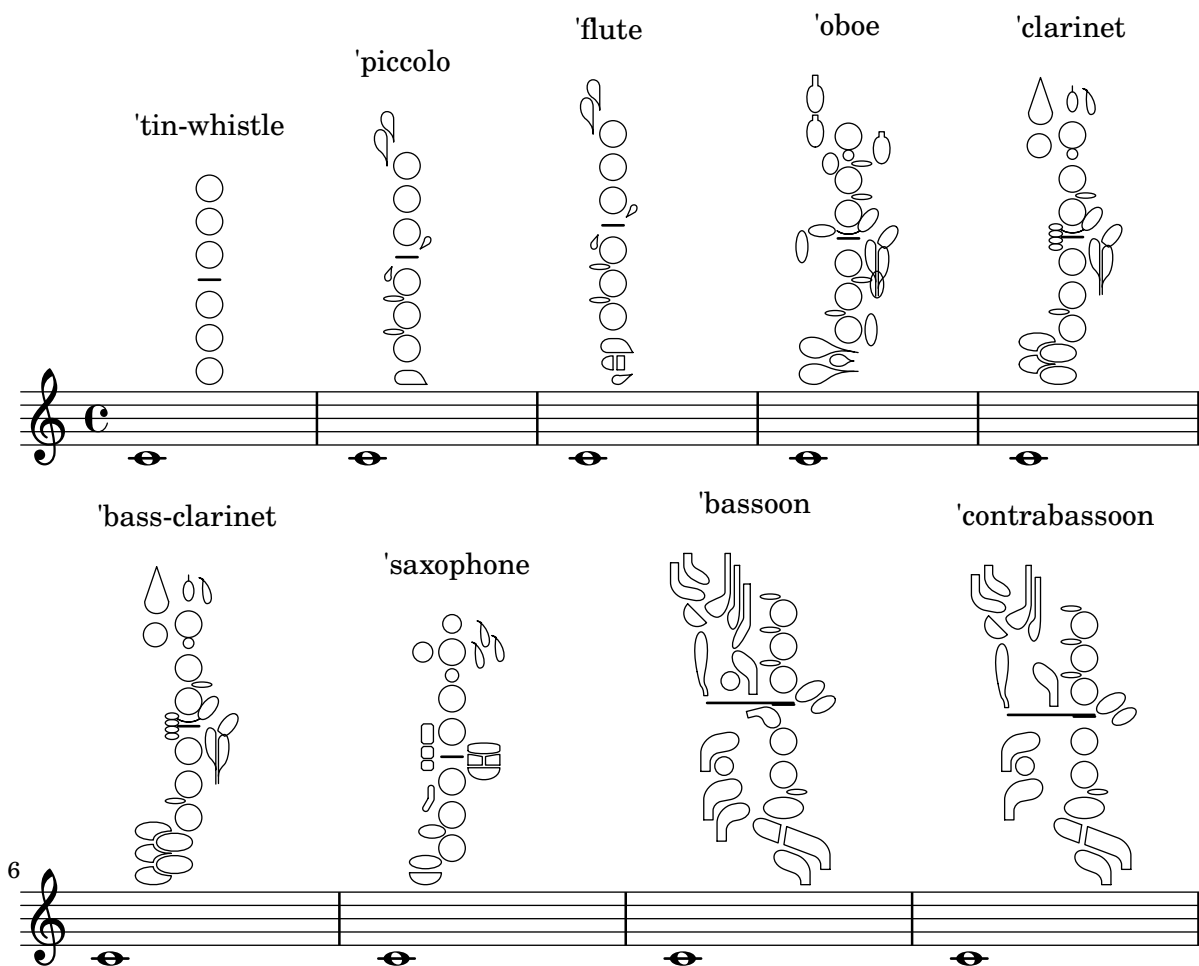 'tin-whistle
'piccolo
'flute
'oboe
'clarinet
'bass-clarinet
'saxophone
'bassoon
'contrabassoon
6